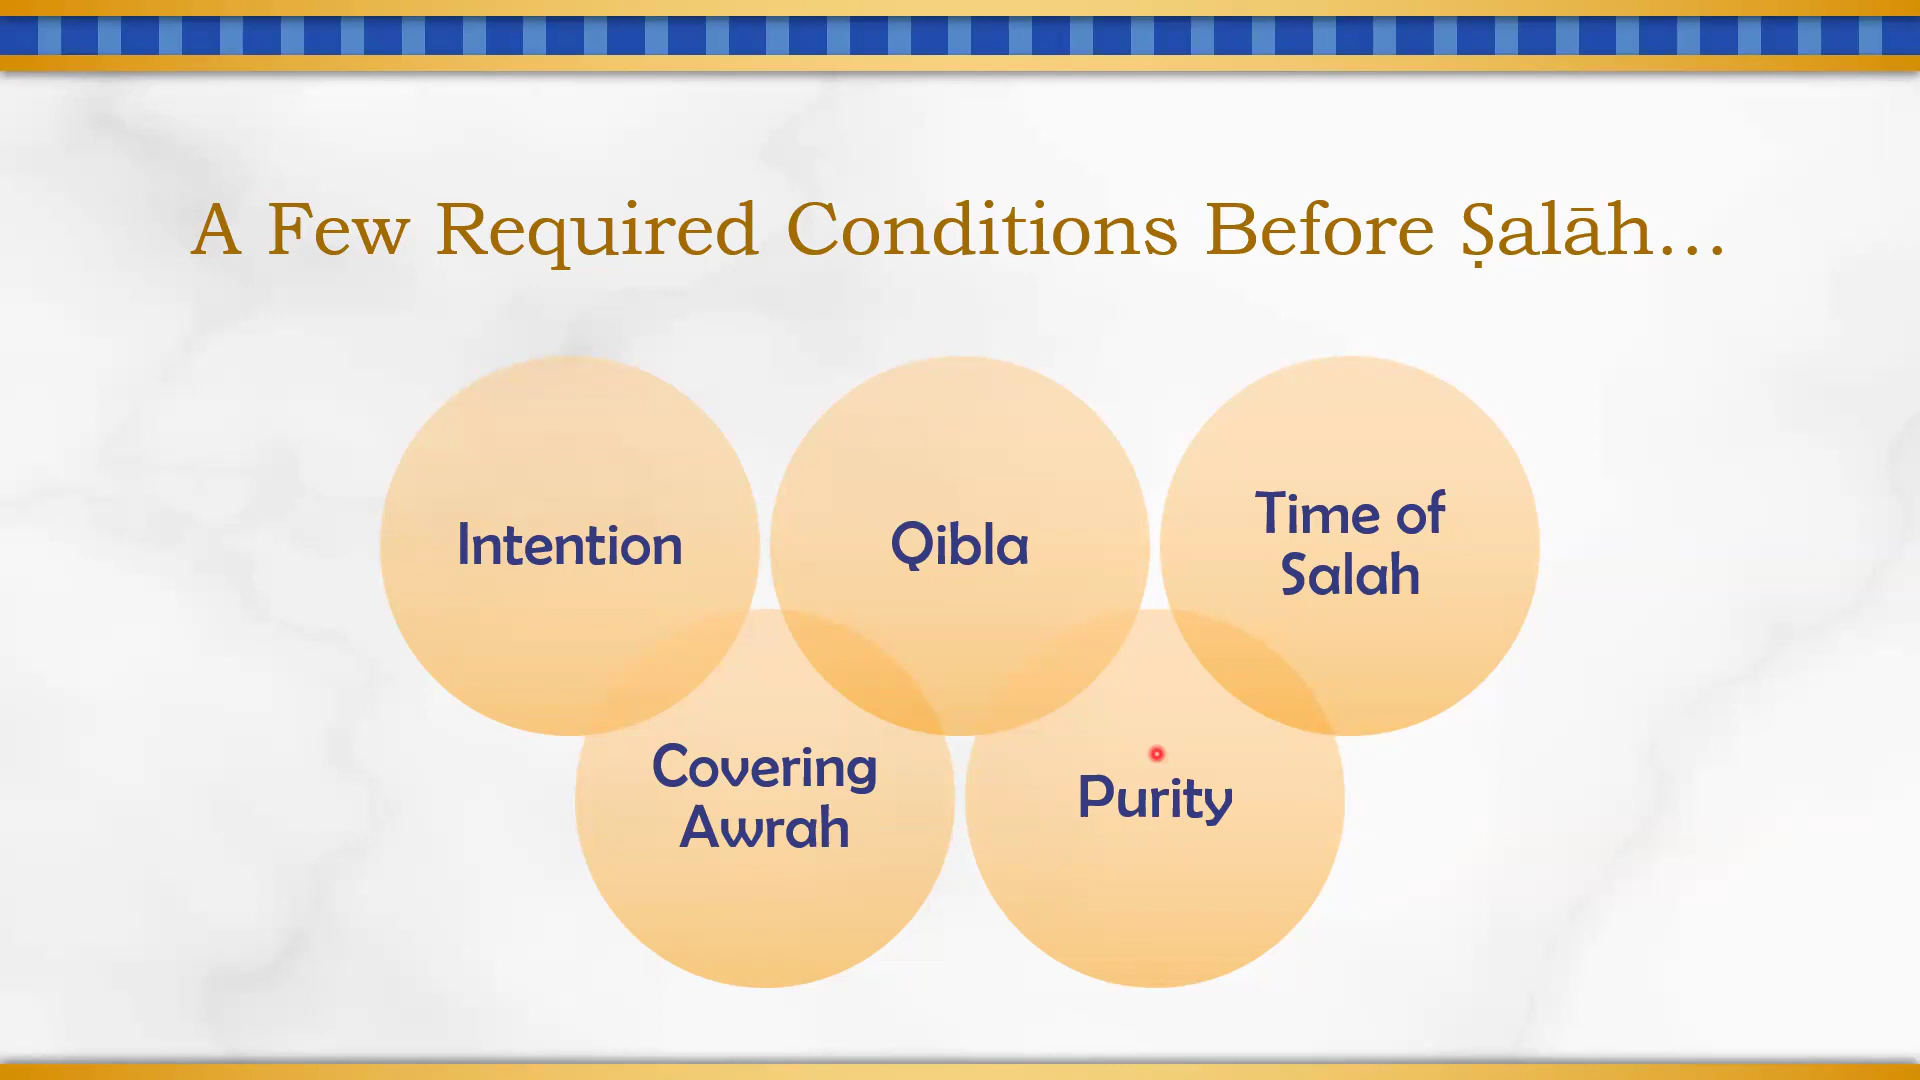 A Few Required Conditions Before Ṣalāh…
Intention
Qibla
Time of
Salah
Covering
Awrah
Purity